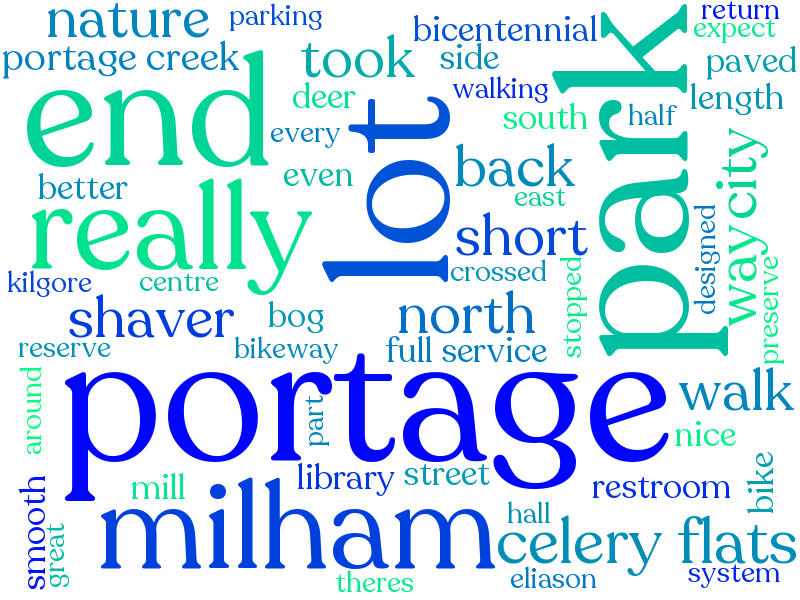 nature
parking
bicentennial
return
expect
portage creek
took
side
paved
end
deer
walking
length
lot
park
south
half
every
even
back
east
way city
better
really
short
designed
kilgore
centre
crossed
stopped
preserve
shaver
bog
north
reserve
bikeway
full service
portage
around
part
walk
nice
library
street
bike
smooth
mill
restroom
great
milham
hall
celery flats
theres
eliason
system